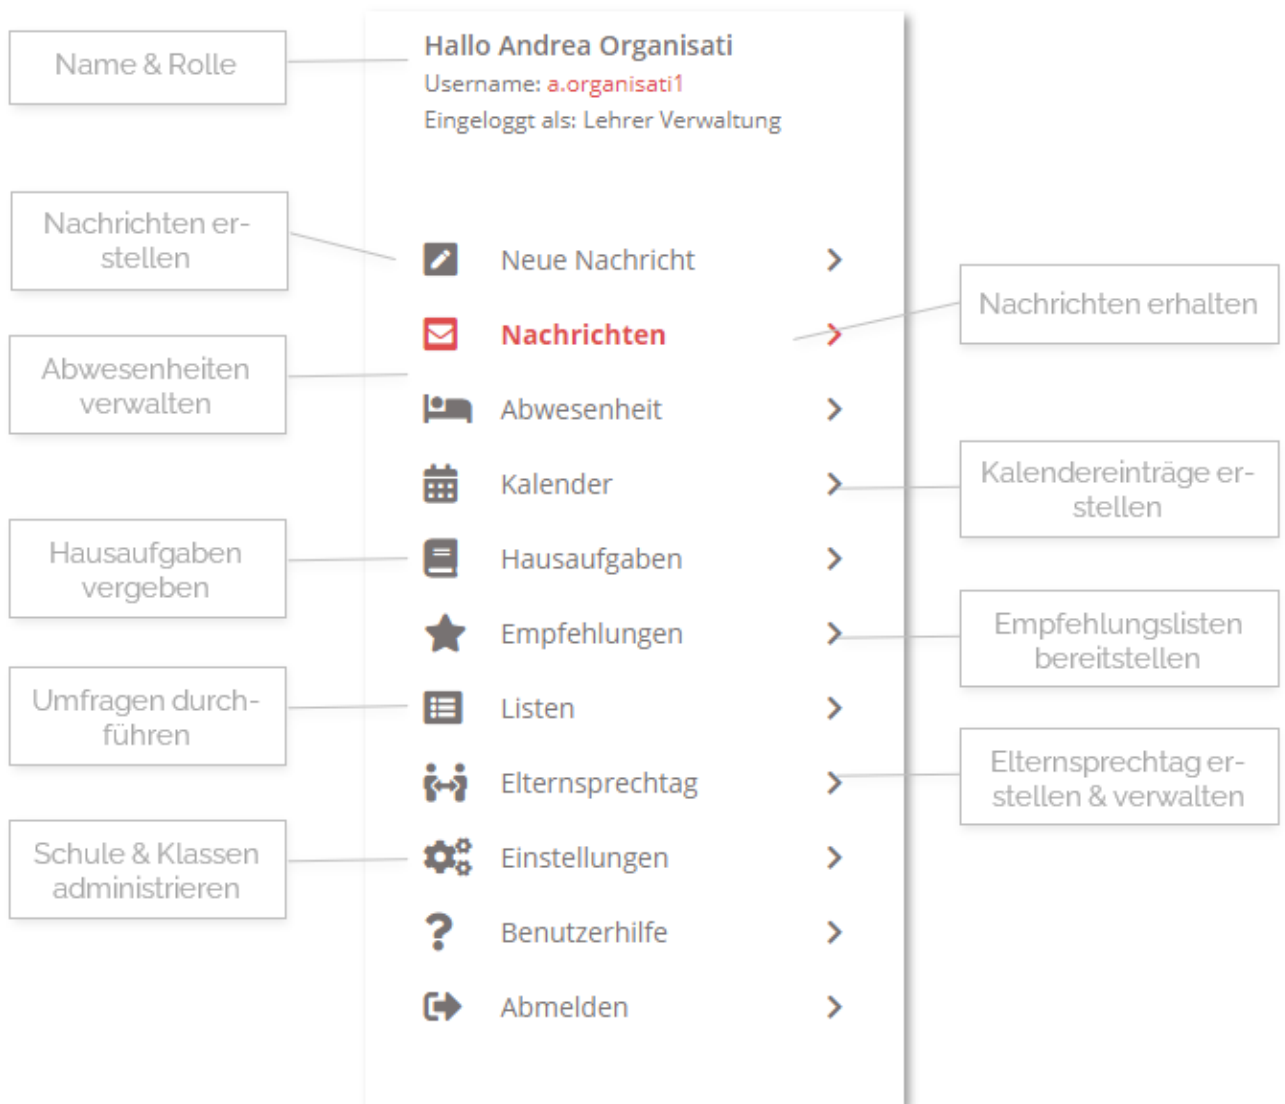 Name & Rolle
Hallo Andrea Organisati
Username: a.organisati1
Eingeloggt als: Lehrer Verwaltung
Nachrichten er-
stellen
Neue Nachricht
Nachrichten erhalten
Nachrichten
Abwesenheiten
verwalten
Abwesenheit
Kalender
Kalendereinträge er-
stellen
Hausaufgaben
vergeben
Hausaufgaben
Empfehlungen
Empfehlungslisten
bereitstellen
Umfragen durch-
führen
Listen
Elternsprechtag
Elternsprechtag er-
stellen & verwalten
Schule & Klassen
administrieren
Einstellungen
Benutzerhilfe
Abmelden